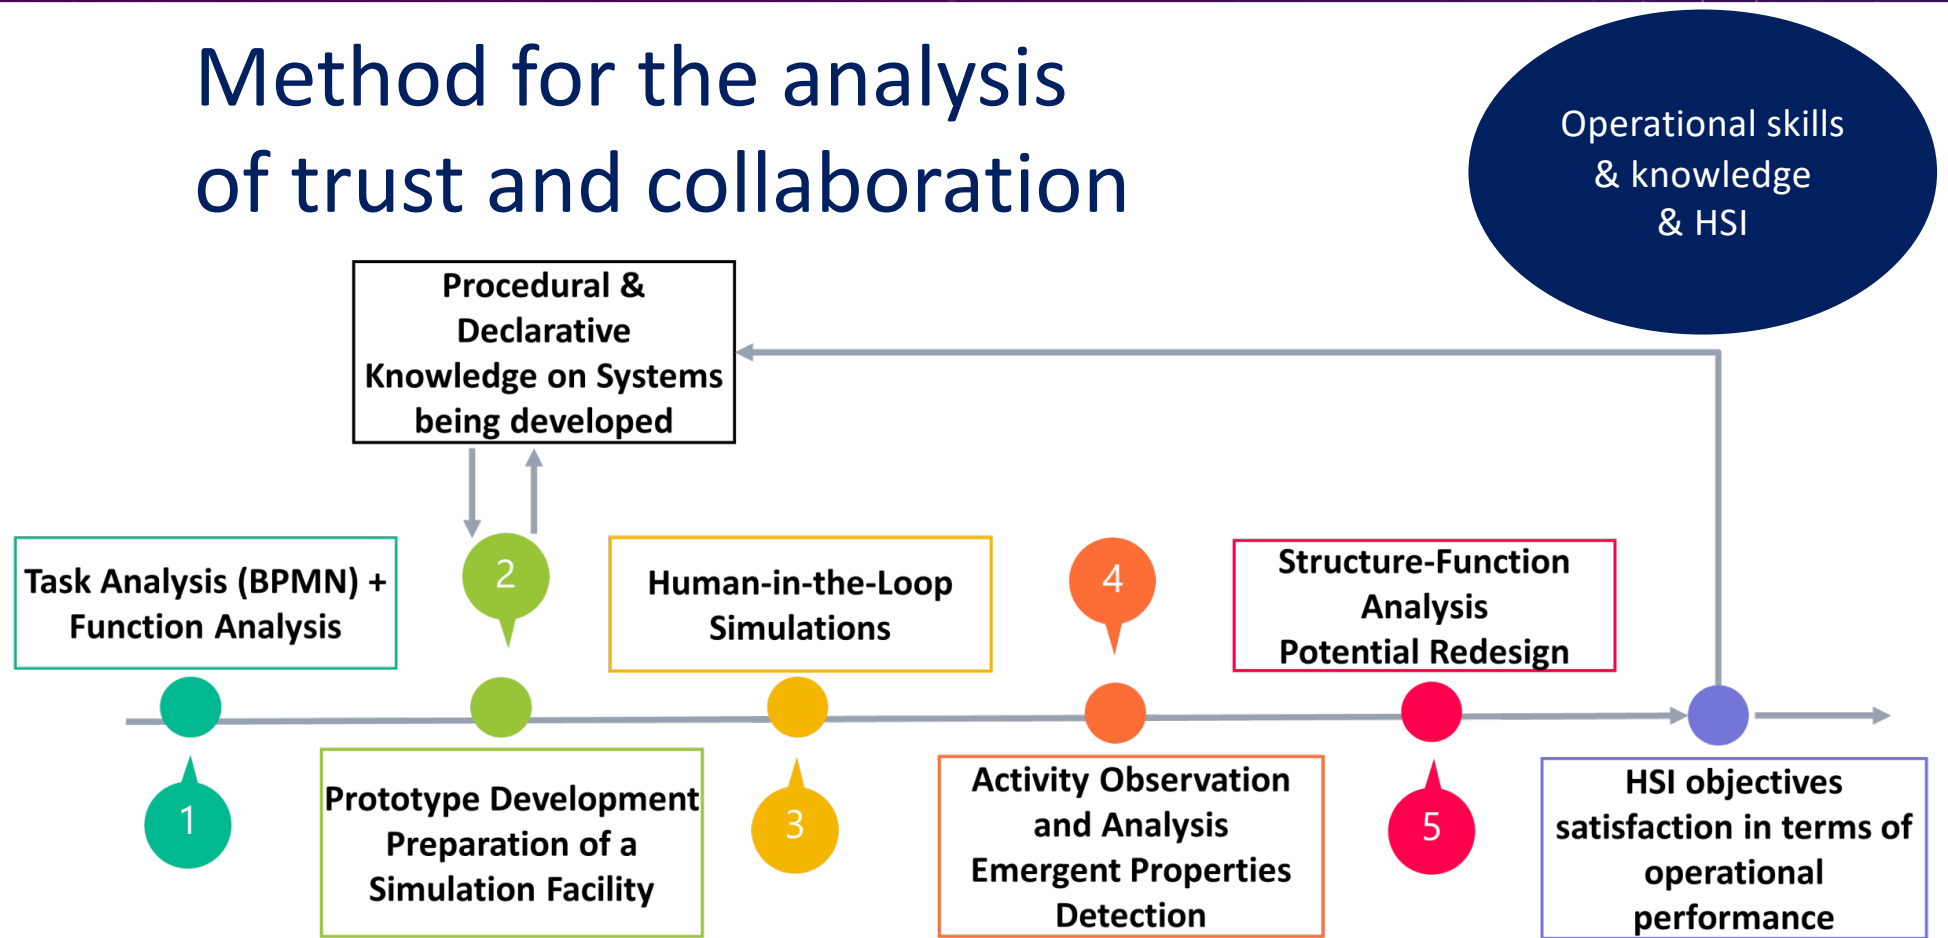 Method for the analysis
of trust and collaboration
Operational skills
& knowledge
& HSI
Procedural &
Declarative
Knowledge on Systems
being developed
Task Analysis (BPMN) +
Function Analysis
1
2
Prototype Development
Preparation of a
Simulation Facility
Human-in-the-Loop
Simulations
3
4
Activity Observation
and Analysis
Emergent Properties
Detection
Structure-Function
Analysis
Potential Redesign
5
HSI objectives
satisfaction in terms of
operational
performance